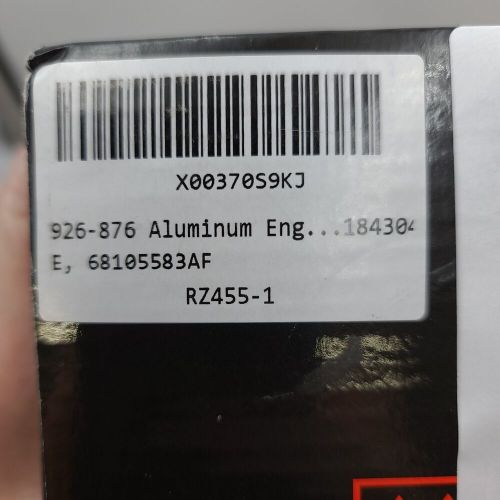 X00370S9KJ
926-876 Aluminum Eng...184304
E, 68105583AF
RZ455-1